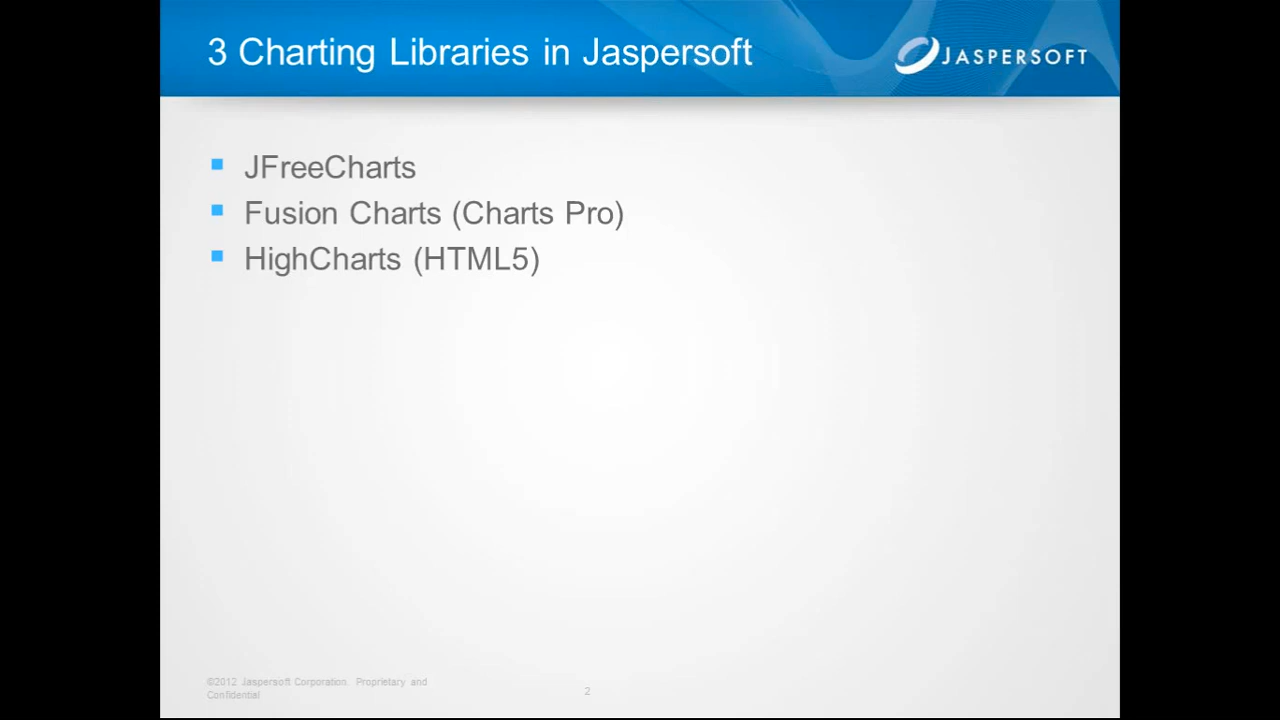 3 Charting Libraries in Jaspersoft
JASPERSOFT
JFreeCharts
Fusion Charts (Charts Pro)
HighCharts (HTML5)
©2012 Jaspersoft Corporation. Proprietary and
Confidential
2